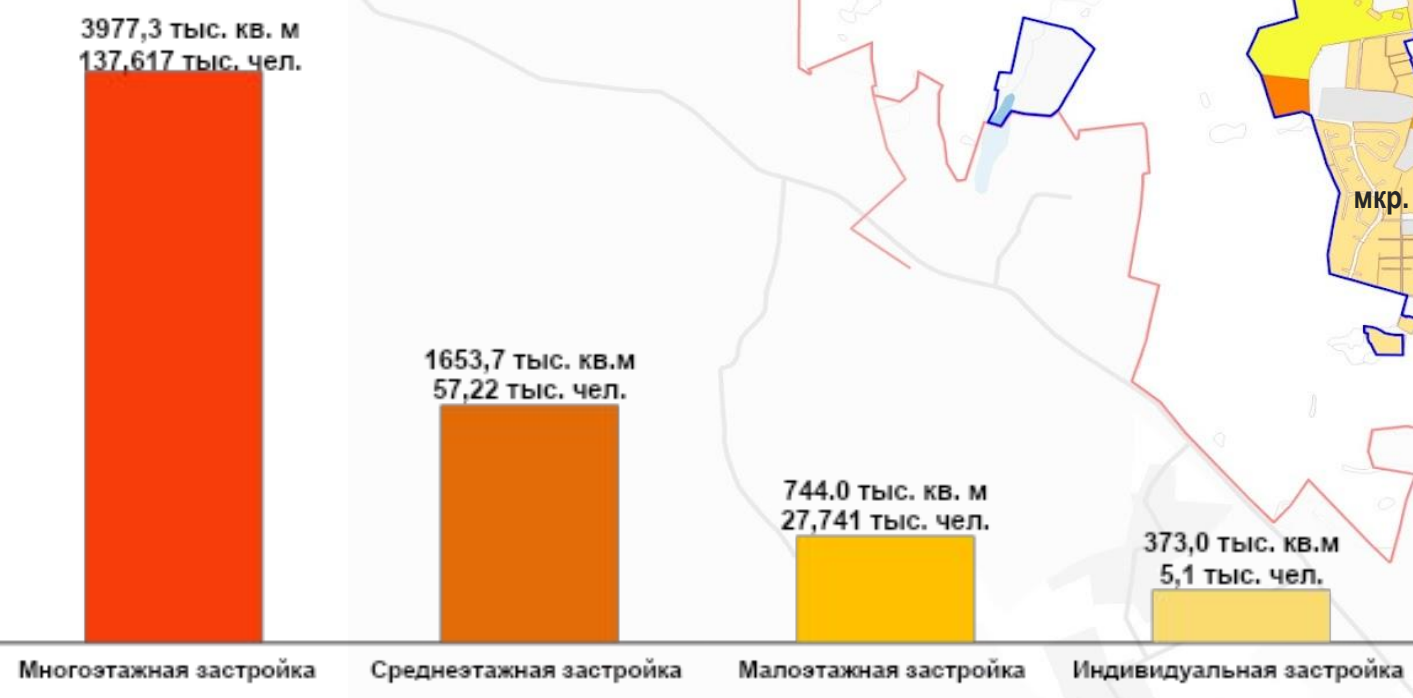 3977,3 тыс. кв. м
137,617 тыс. чел.
1653,7 тыс. кв.м
57,22 тыс. чел.
744.0 тыс. кв. м
27,741 тыс. чел.
373,0 тыс. кв.м
5,1 тыс. чел.
мкр.
Многоэтажная застройка
Среднеэтажная застройка
Малоэтажная застройка
Индивидуальная застройка